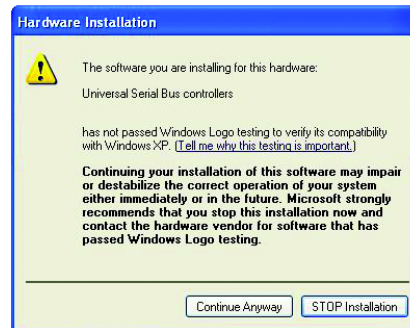 Hardware Installation
The software you are installing for this hardware:
Universal Serial Bus controllers
has not passed Windows Logo testing to verify its compatibility
with Windows XP. (Tell me why this testing is important.)
Continuing your installation of this software may impair
or destabilize the correct operation of your system
either immediately or in the future. Microsoft strongly
recommends that you stop this installation now and
contact the hardware vendor for software that has
passed Windows Logo testing.
Continue Anyway
STOP Installation